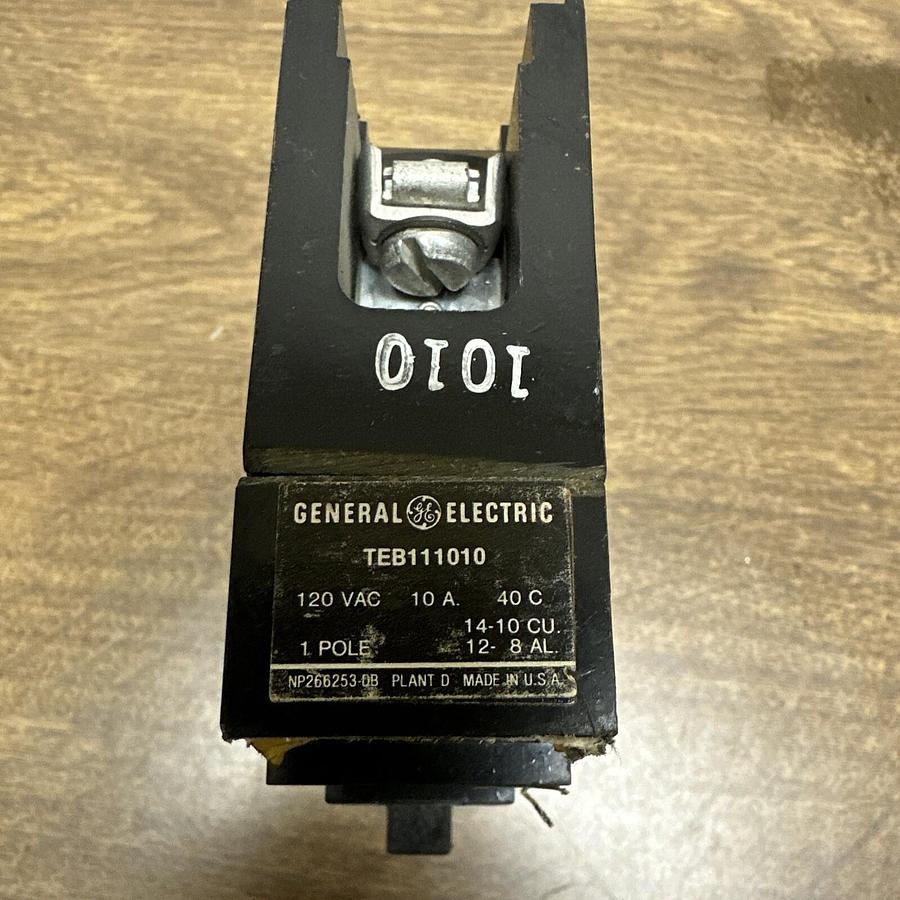 1010
GENERAL GE ELECTRIC
TEB111010
120 VAC 10 A. 40 C
14-10 CU.
1 POLE 12- 8 AL.
NP266253-DB PLANT D MADE IN U.S.A.